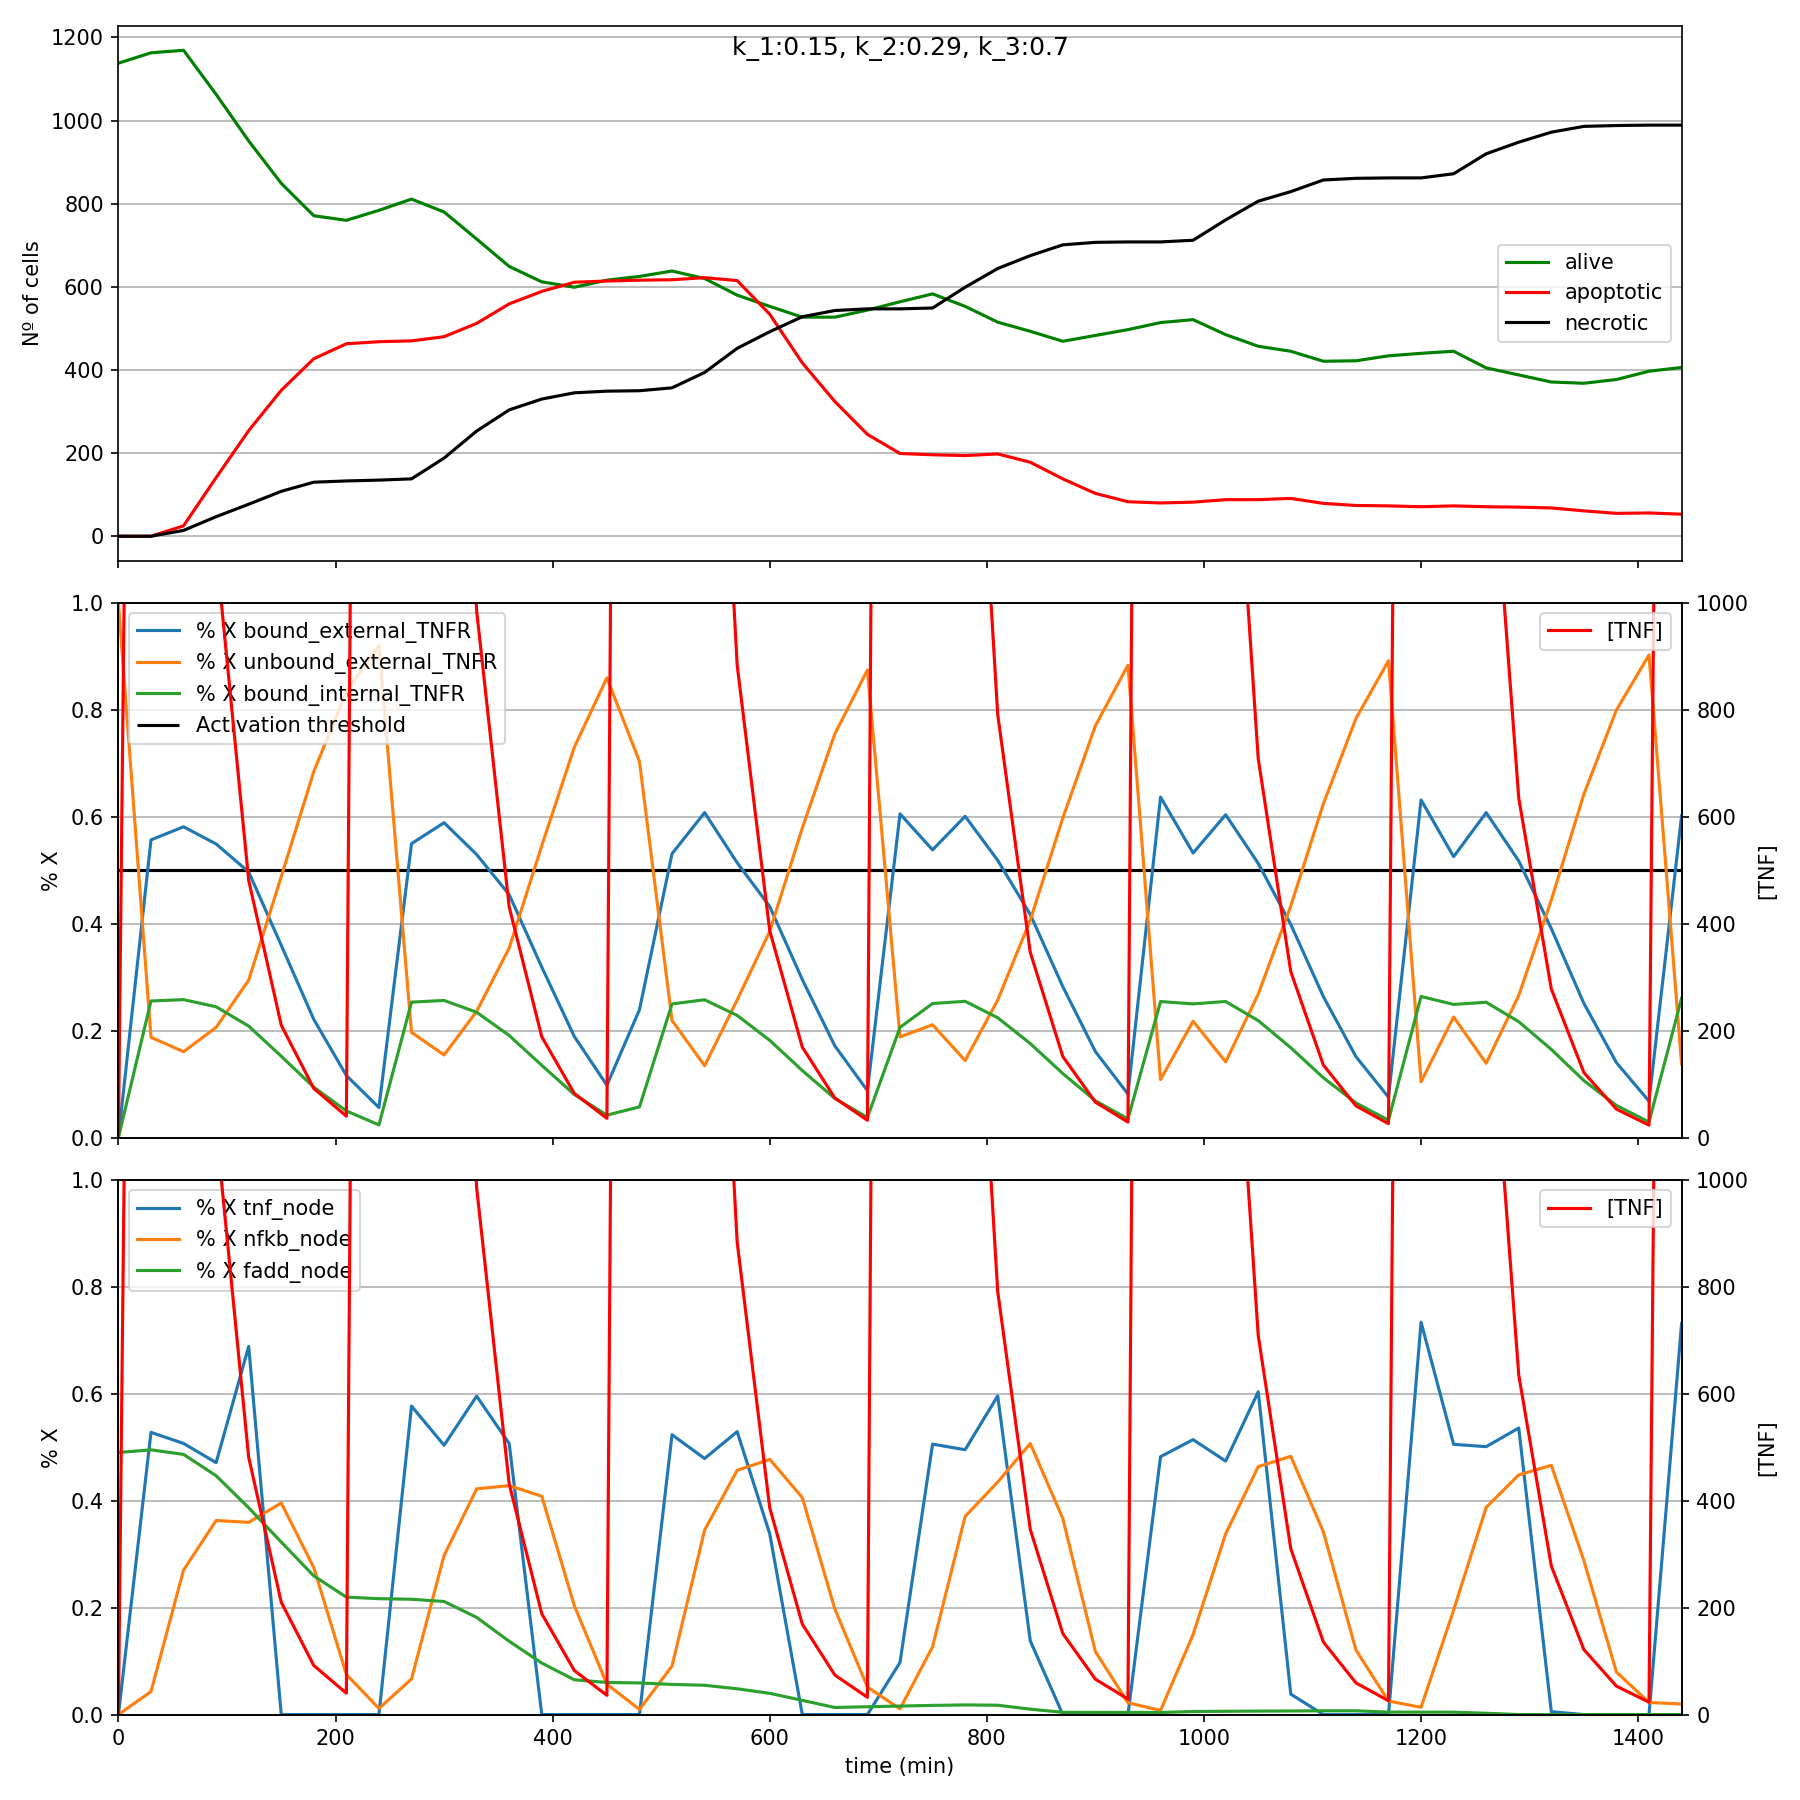 k_1:0.15, k_2:0.29, k_3:0.7
1200
1000
800
600
400
200
0
Nº of cells
alive
apoptotic
necrotic
1.0
0.8
0.6
0.4
0.2
0.0
% X
% X bound_external_TNFR
% X unbound_external_TNFR
% X bound_internal_TNFR
Activation threshold
[TNF]
1000
800
600
400
200
0
[TNF]
1.0
0.8
0.6
0.4
0.2
0.0
% X
% X tnf_node
% X nfkb_node
% X fadd_node
[TNF]
1000
800
600
400
200
0
[TNF]
0 200 400 600 800 1000 1200 1400
time (min)